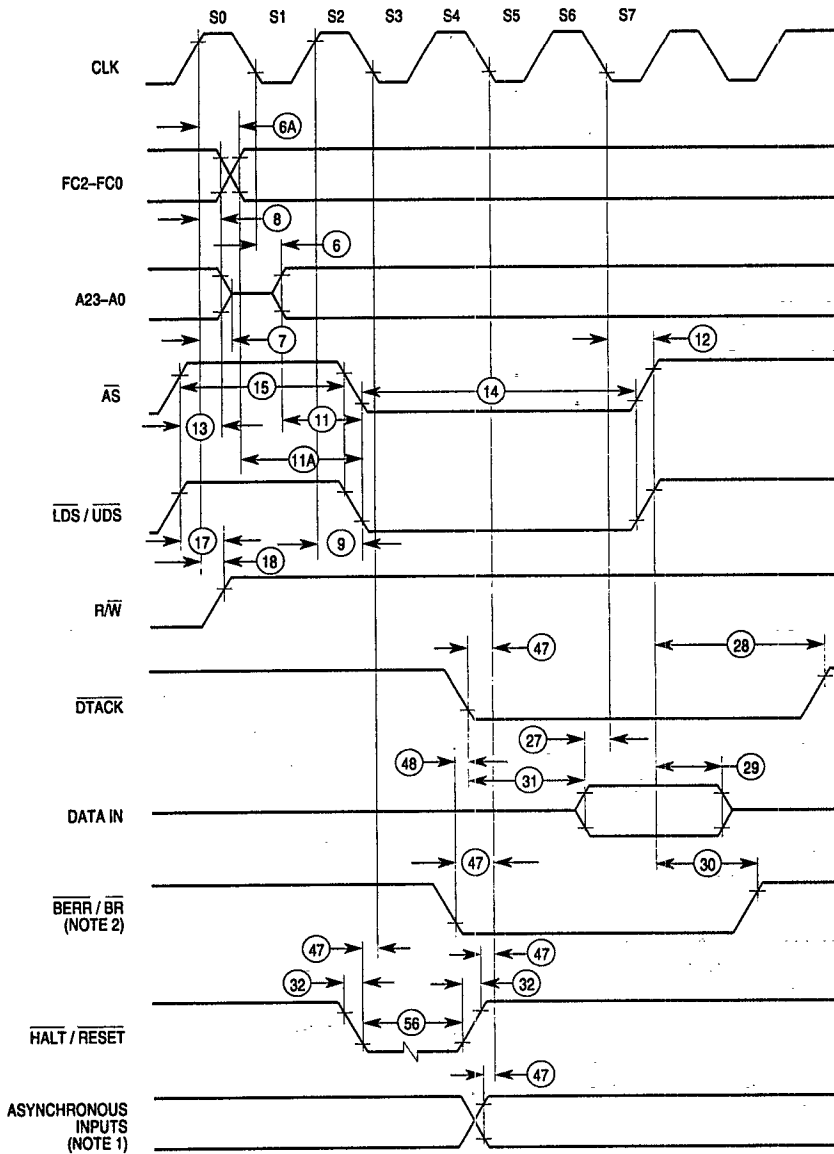 S0 S1 S2 S3 S4 S5 S6 S7
CLK
6A
FC2–FC0
8
6
A23–A0
7
12
AS
15
14
13
11
11A
LDS / UDS
17
9
18
R/W
47
28
DTACK
27
48
31
29
DATA IN
47
30
BERR / BR
(NOTE 2)
47
47
32
32
HALT / RESET
56
47
ASYNCHRONOUS
INPUTS
(NOTE 1)